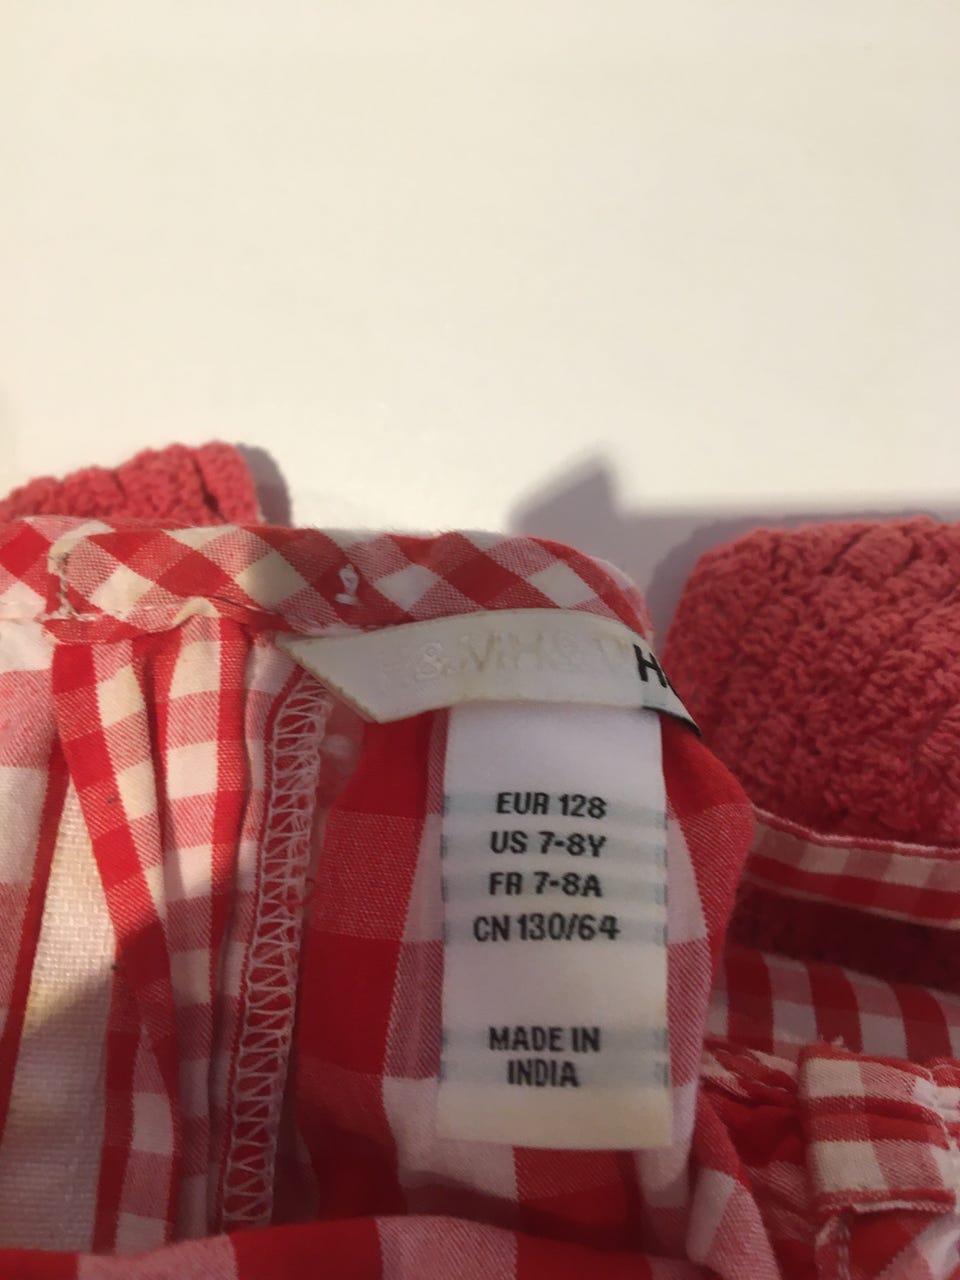 H
EUR 128
US 7-8Y
FR 7-8A
CN 130/64
MADE IN
INDIA